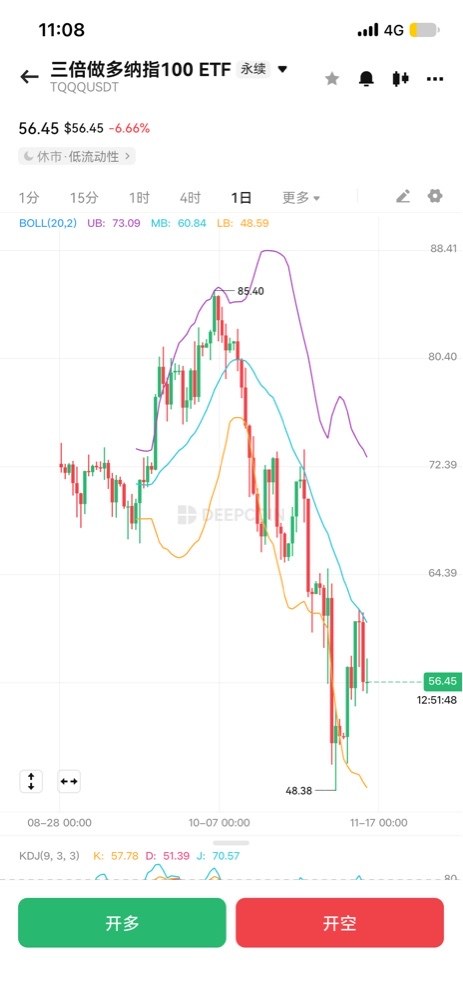 11:08 4G
三倍做多纳指100 ETF 永续
TQQQUSDT
56.45 $56.45 -6.66%
休市·低流动性
1分 15分 1时 4时 1日 更多
BOLL(20,2) UB: 73.09 MB: 60.84 LB: 48.59
88.41
85.40
80.40
72.39
DEEPCOIN
64.39
56.45
12:51:48
48.38
08-28 00:00 10-07 00:00 11-17 00:00
KDJ(9, 3, 3) K: 57.78 D: 51.39 J: 70.57
80
开多 开空